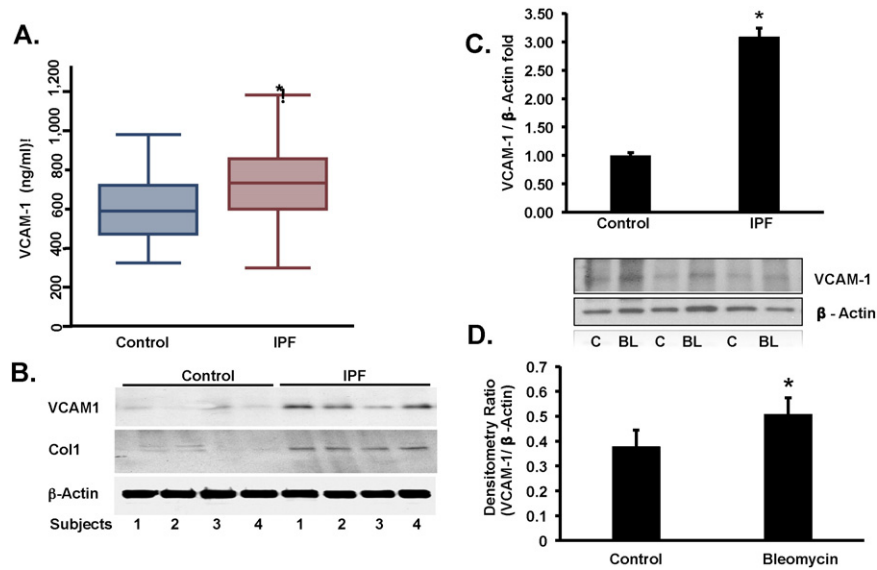 A.
VCAM-1 (ng/ml)!
1,200
1,000
800
600
400
200
0
*!
Control
IPF
B.
Control
IPF
VCAM1
Col1
β-Actin
Subjects 1 2 3 4 1 2 3 4
C.
VCAM-1 / β- Actin fold
3.50
3.00
2.50
2.00
1.50
1.00
0.50
0.00
*
Control
IPF
VCAM-1
β - Actin
C BL C BL C BL
D.
Densitometry Ratio
(VCAM-1/ β -Actin)
0.7
0.6
0.5
0.4
0.3
0.2
0.1
0
*
Control
Bleomycin